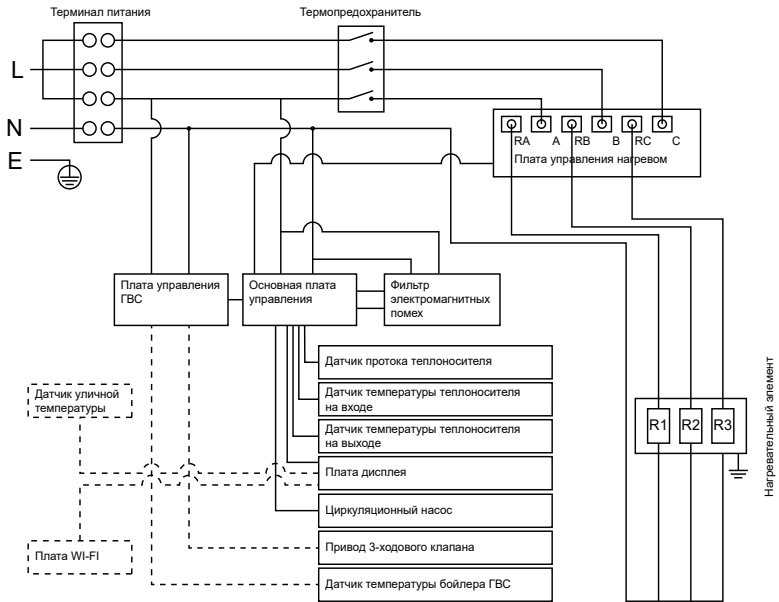 Терминал питания
Термопредохранитель
L
N
E
RA
A
RB
B
RC
C
Плата управления нагревом
Плата управления
ГВС
Основная плата
управления
Фильтр
электромагнитных
помех
Датчик протока теплоносителя
Датчик температуры теплоносителя
на входе
Датчик температуры теплоносителя
на выходе
Плата дисплея
Циркуляционный насос
Привод 3-ходового клапана
Датчик температуры бойлера ГВС
Датчик уличной
температуры
Плата WI-FI
R1
R2
R3
Нагревательный элемент